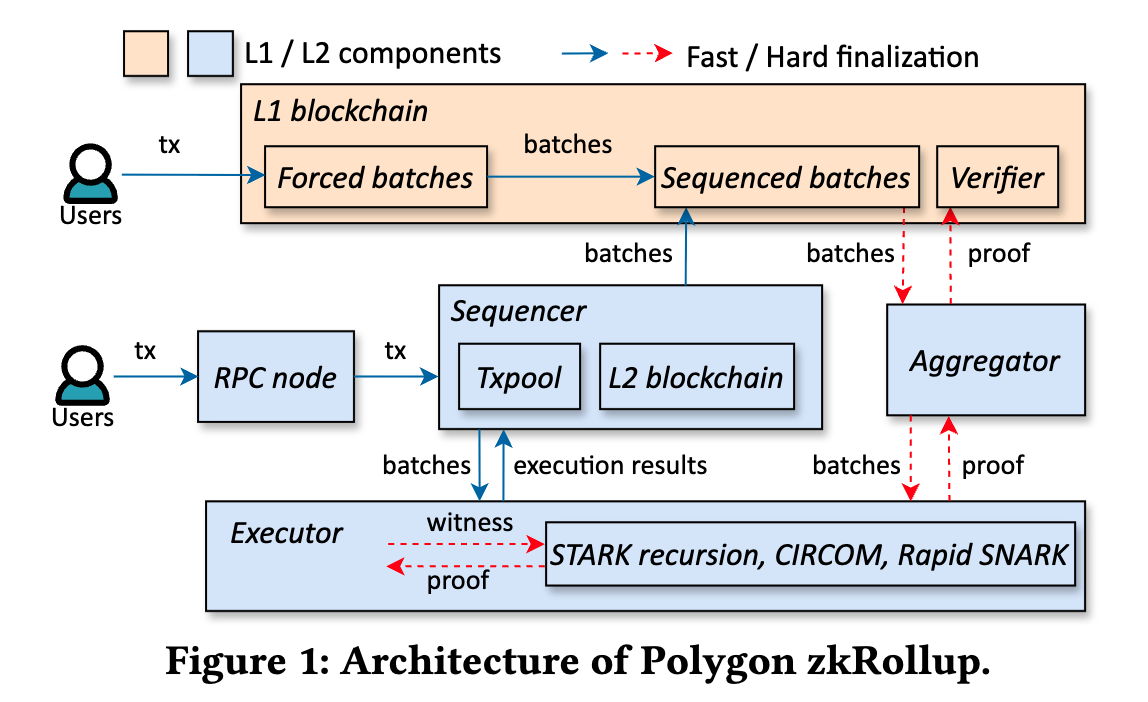 L1 / L2 components
Fast / Hard finalization
L1 blockchain
tx
batches
Forced batches
Sequenced batches
Verifier
Users
batches
batches
proof
Sequencer
tx
tx
RPC node
Txpool
L2 blockchain
Aggregator
Users
batches
execution results
batches
proof
Executor
witness
STARK recursion, CIRCOM, Rapid SNARK
proof
Figure 1: Architecture of Polygon zkRollup.